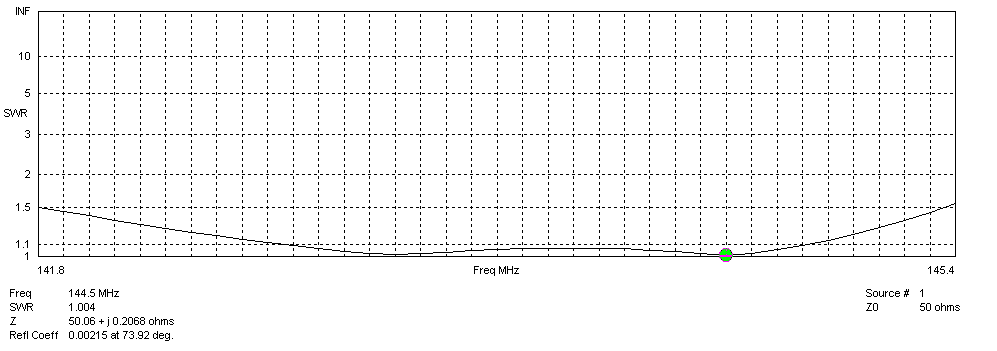 INF
10
5
SWR
3
2
1.5
1.1
1
141.8 Freq MHz 145.4
Freq 144.5 MHz Source # 1
SWR 1.004 Z0 50 ohms
Z 50.06 + j 0.2068 ohms
Refl Coeff 0.00215 at 73.92 deg.